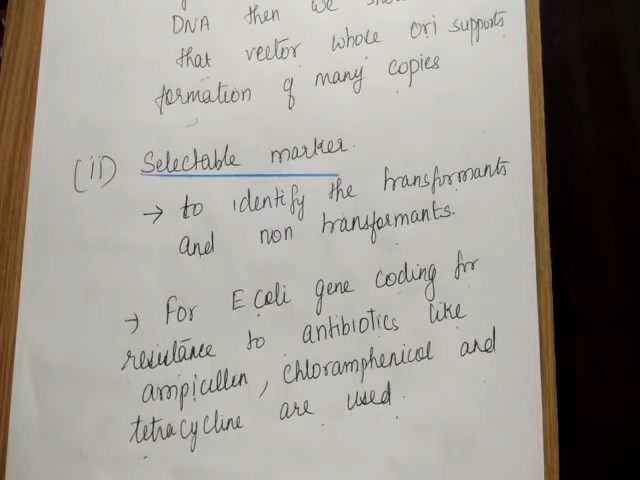 DNA then we
that vector whole ori supports
formation of many copies
(ii) Selectable marker.
→ to identify the transformants
and non transformants.
→ For E coli gene coding for
resistance to antibiotics like
ampicillin, chloramphenicol and
tetracycline are used.